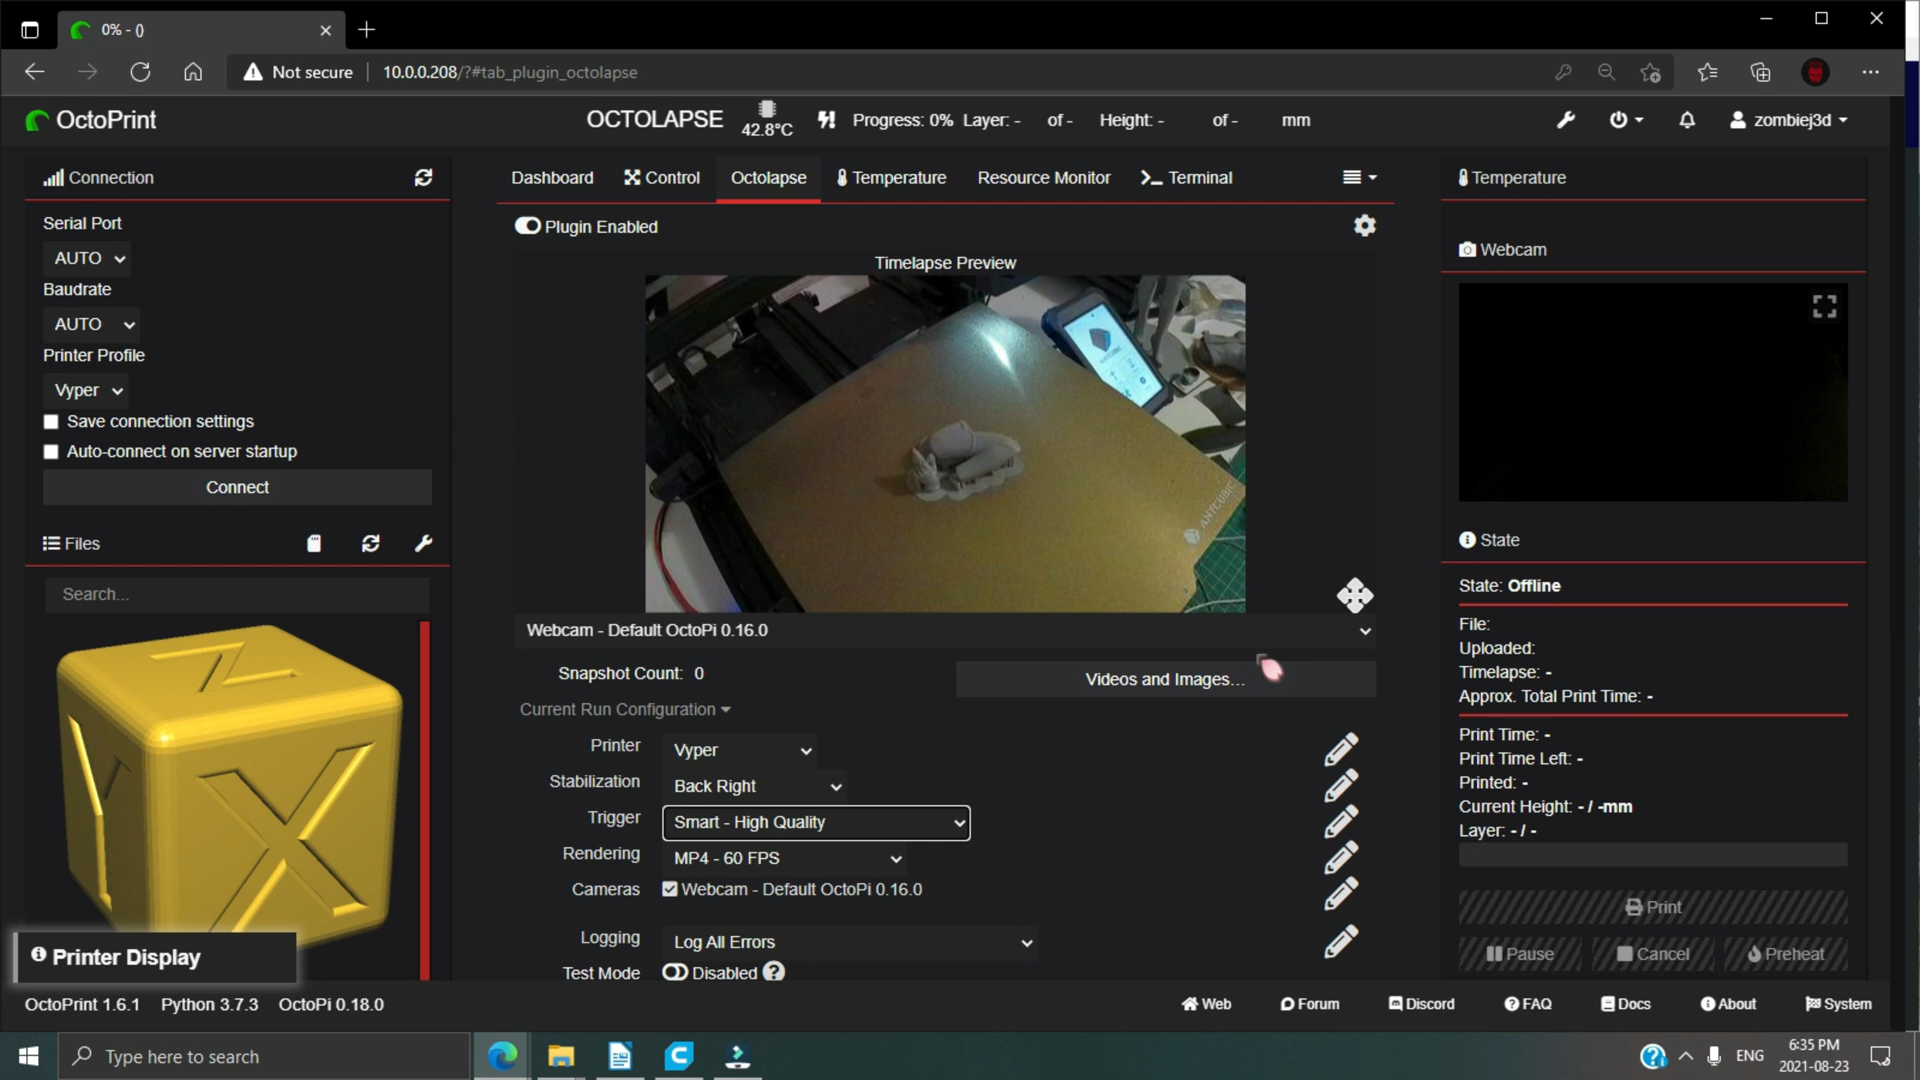 0% - ()
Not secure
10.0.0.208/?#tab_plugin_octolapse
OctoPrint
OCTOLAPSE
42.8°C
Progress: 0% Layer: - of - Height: - of - mm
zombiej3d
Connection
Serial Port
AUTO
Baudrate
AUTO
Printer Profile
Vyper
Save connection settings
Auto-connect on server startup
Connect
Files
Search...
Z
Y
X
Printer Display
Dashboard
Control
Octolapse
Temperature
Resource Monitor
Terminal
Plugin Enabled
Timelapse Preview
ANYCUBIC
Webcam - Default OctoPi 0.16.0
Snapshot Count: 0
Videos and Images...
Current Run Configuration
Printer Vyper
Stabilization Back Right
Trigger Smart - High Quality
Rendering MP4 - 60 FPS
Cameras Webcam - Default OctoPi 0.16.0
Logging Log All Errors
Test Mode Disabled
Temperature
Webcam
State
State: Offline
File:
Uploaded:
Timelapse: -
Approx. Total Print Time: -
Print Time: -
Print Time Left: -
Printed: -
Current Height: - / -mm
Layer: - / -
Print
Pause
Cancel
Preheat
OctoPrint 1.6.1 Python 3.7.3 OctoPi 0.18.0
Web
Forum
Discord
FAQ
Docs
About
System
Type here to search
ENG
6:35 PM
2021-08-23